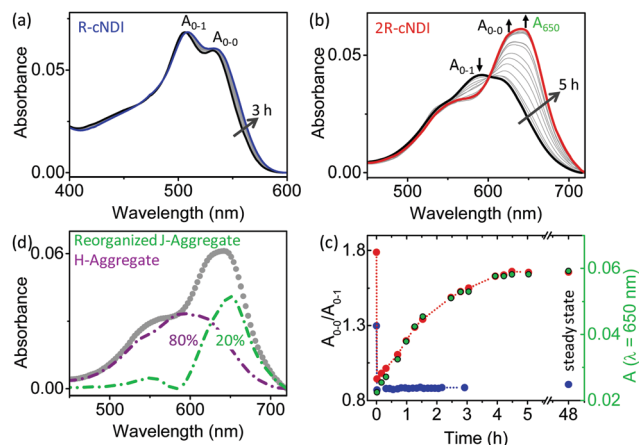 (a)
R-cNDI
A0-1
A0-0
3 h
Absorbance
0.05
0.00
400
500
600
Wavelength (nm)
(b)
2R-cNDI
A0-0
A650
A0-1
5 h
Absorbance
0.05
0.00
500
600
700
Wavelength (nm)
(d)
Reorganized J-Aggregate
H-Aggregate
80%
20%
Absorbance
0.06
0.00
500
600
700
Wavelength (nm)
(c)
steady state
A0-0/A0-1
1.8
1.3
0.8
0
1
2
3
4
5
48
Time (h)
0.06
0.04
0.02
A (λ = 650 nm)